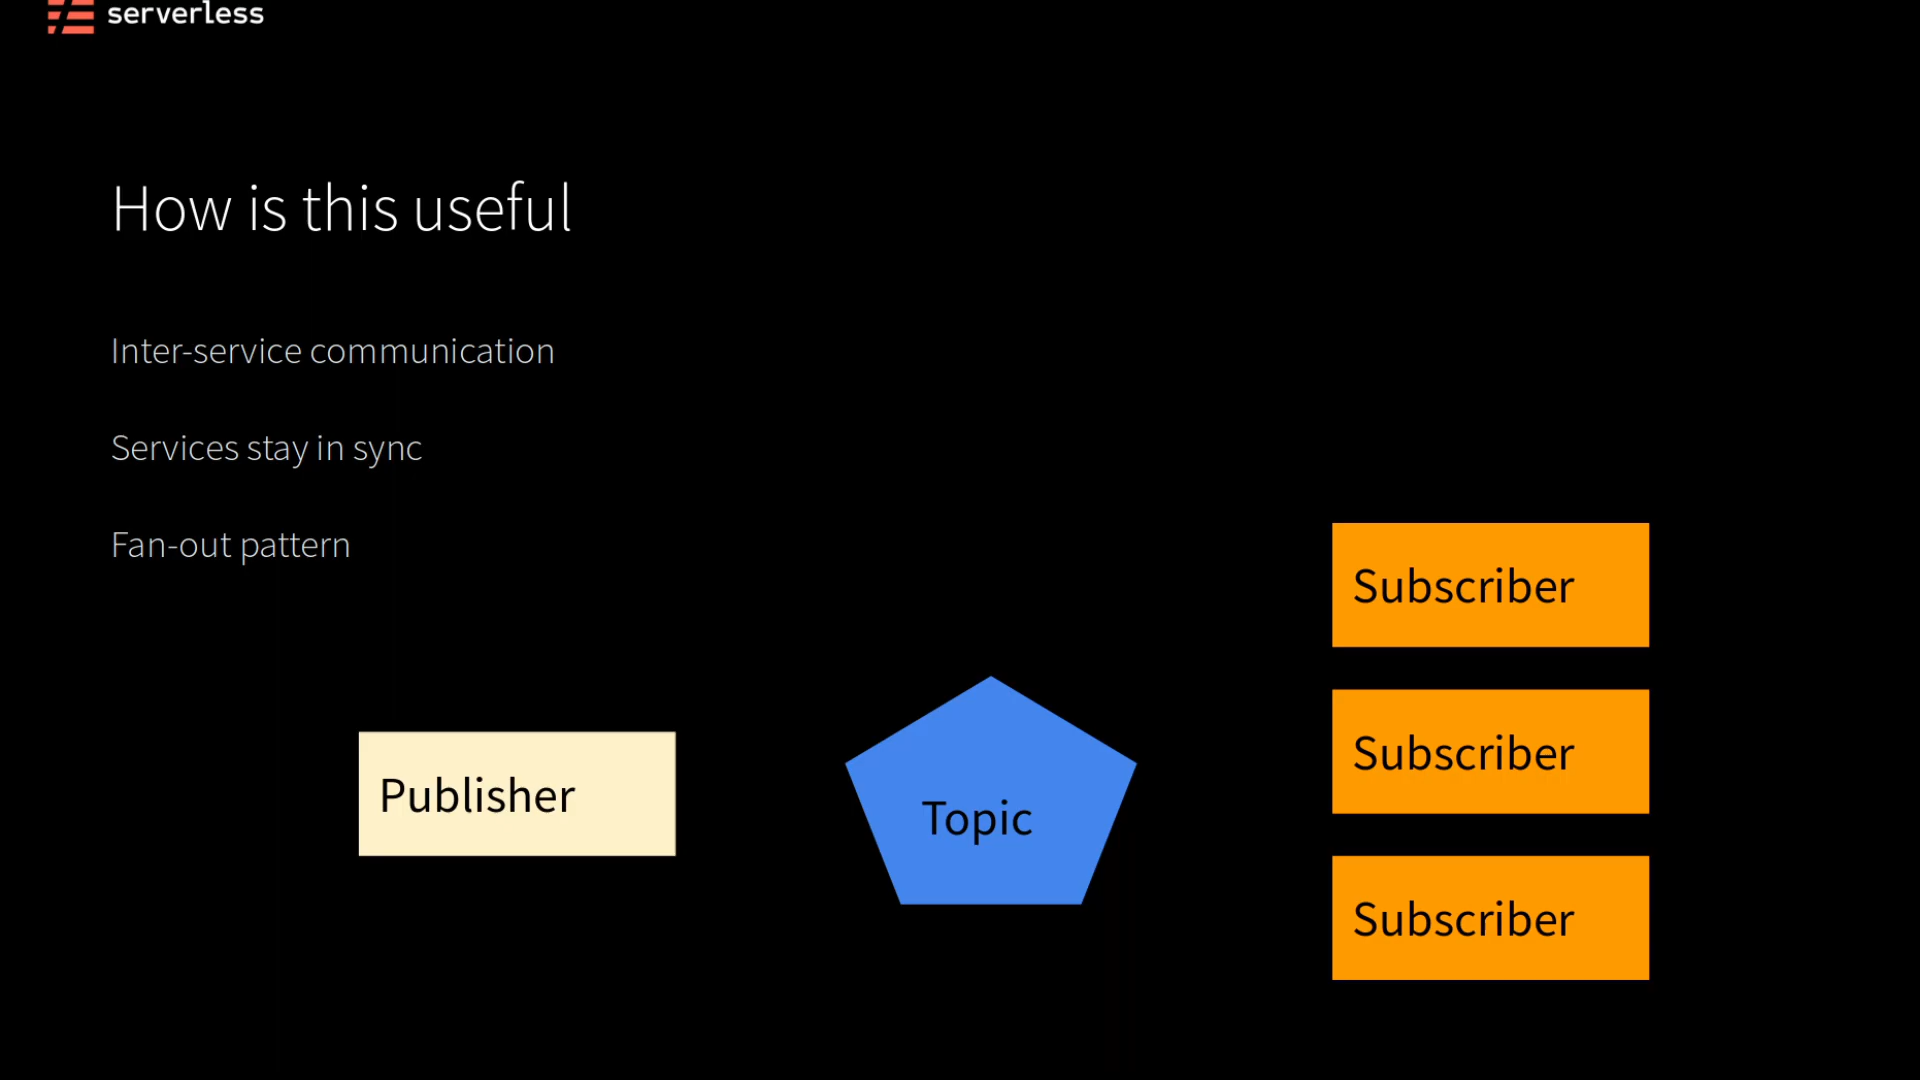 serverless
How is this useful
Inter-service communication
Services stay in sync
Fan-out pattern
Publisher
Topic
Subscriber
Subscriber
Subscriber